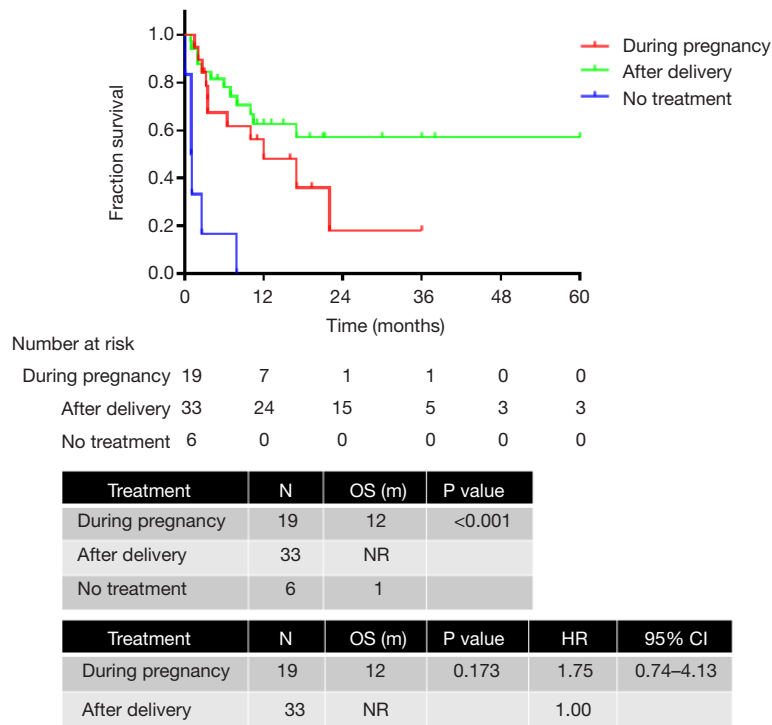 During pregnancy
After delivery
No treatment
Fraction survival
1.0
0.8
0.6
0.4
0.2
0.0
0 12 24 36 48 60
Time (months)
Number at risk
During pregnancy 19 7 1 1 0 0
After delivery 33 24 15 5 3 3
No treatment 6 0 0 0 0 0
Treatment N OS (m) P value
During pregnancy 19 12 <0.001
After delivery 33 NR
No treatment 6 1
Treatment N OS (m) P value HR 95% CI
During pregnancy 19 12 0.173 1.75 0.74–4.13
After delivery 33 NR 1.00